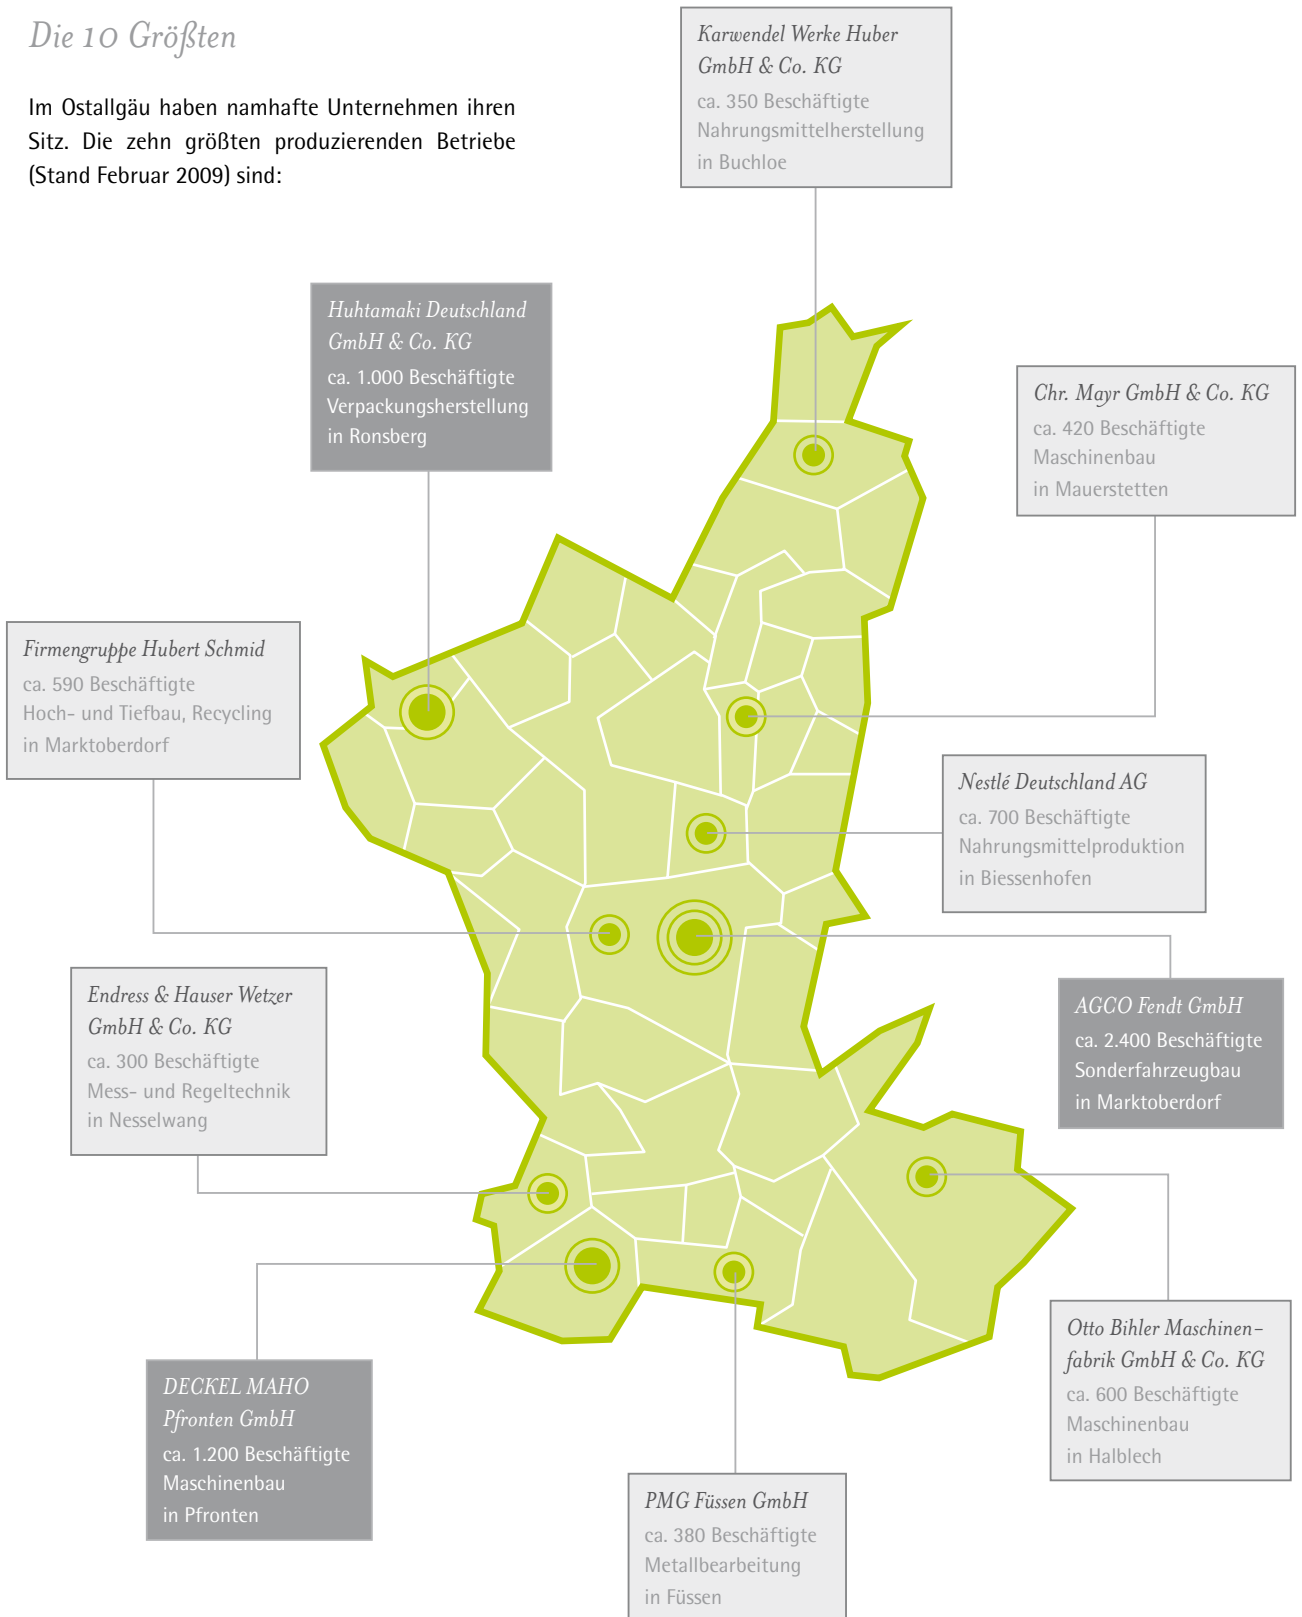 Die 10 Größten
Im Ostallgäu haben namhafte Unternehmen ihren
Sitz. Die zehn größten produzierenden Betriebe
(Stand Februar 2009) sind:
Karwendel Werke Huber
GmbH & Co. KG
ca. 350 Beschäftigte
Nahrungsmittelherstellung
in Buchloe
Huhtamaki Deutschland
GmbH & Co. KG
ca. 1.000 Beschäftigte
Verpackungsherstellung
in Ronsberg
Chr. Mayr GmbH & Co. KG
ca. 420 Beschäftigte
Maschinenbau
in Mauerstetten
Firmengruppe Hubert Schmid
ca. 590 Beschäftigte
Hoch- und Tiefbau, Recycling
in Marktoberdorf
Nestlé Deutschland AG
ca. 700 Beschäftigte
Nahrungsmittelproduktion
in Biessenhofen
Endress & Hauser Wetzer
GmbH & Co. KG
ca. 300 Beschäftigte
Mess- und Regeltechnik
in Nesselwang
AGCO Fendt GmbH
ca. 2.400 Beschäftigte
Sonderfahrzeugbau
in Marktoberdorf
Otto Bihler Maschinen-
fabrik GmbH & Co. KG
ca. 600 Beschäftigte
Maschinenbau
in Halblech
DECKEL MAHO
Pfronten GmbH
ca. 1.200 Beschäftigte
Maschinenbau
in Pfronten
PMG Füssen GmbH
ca. 380 Beschäftigte
Metallbearbeitung
in Füssen